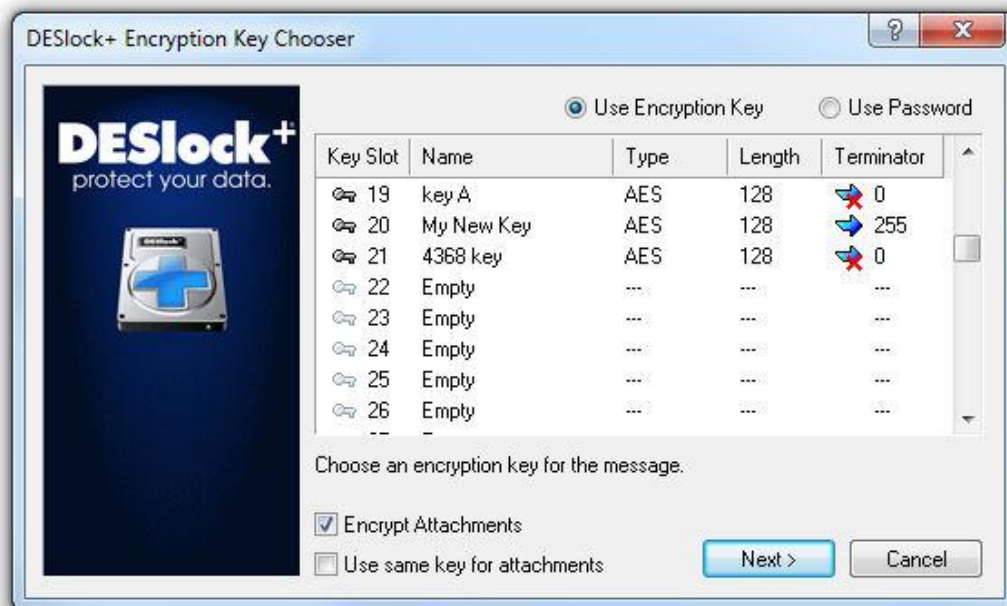 DESlock+ Encryption Key Chooser
?
X
DESlock+
protect your data.
DESlock+
Use Encryption Key Use Password
Key Slot Name Type Length Terminator
19 key A AES 128 0
20 My New Key AES 128 255
21 4368 key AES 128 0
22 Empty --- --- ---
23 Empty --- --- ---
24 Empty --- --- ---
25 Empty --- --- ---
26 Empty --- --- ---
Choose an encryption key for the message.
Encrypt Attachments
Use same key for attachments
Next > Cancel